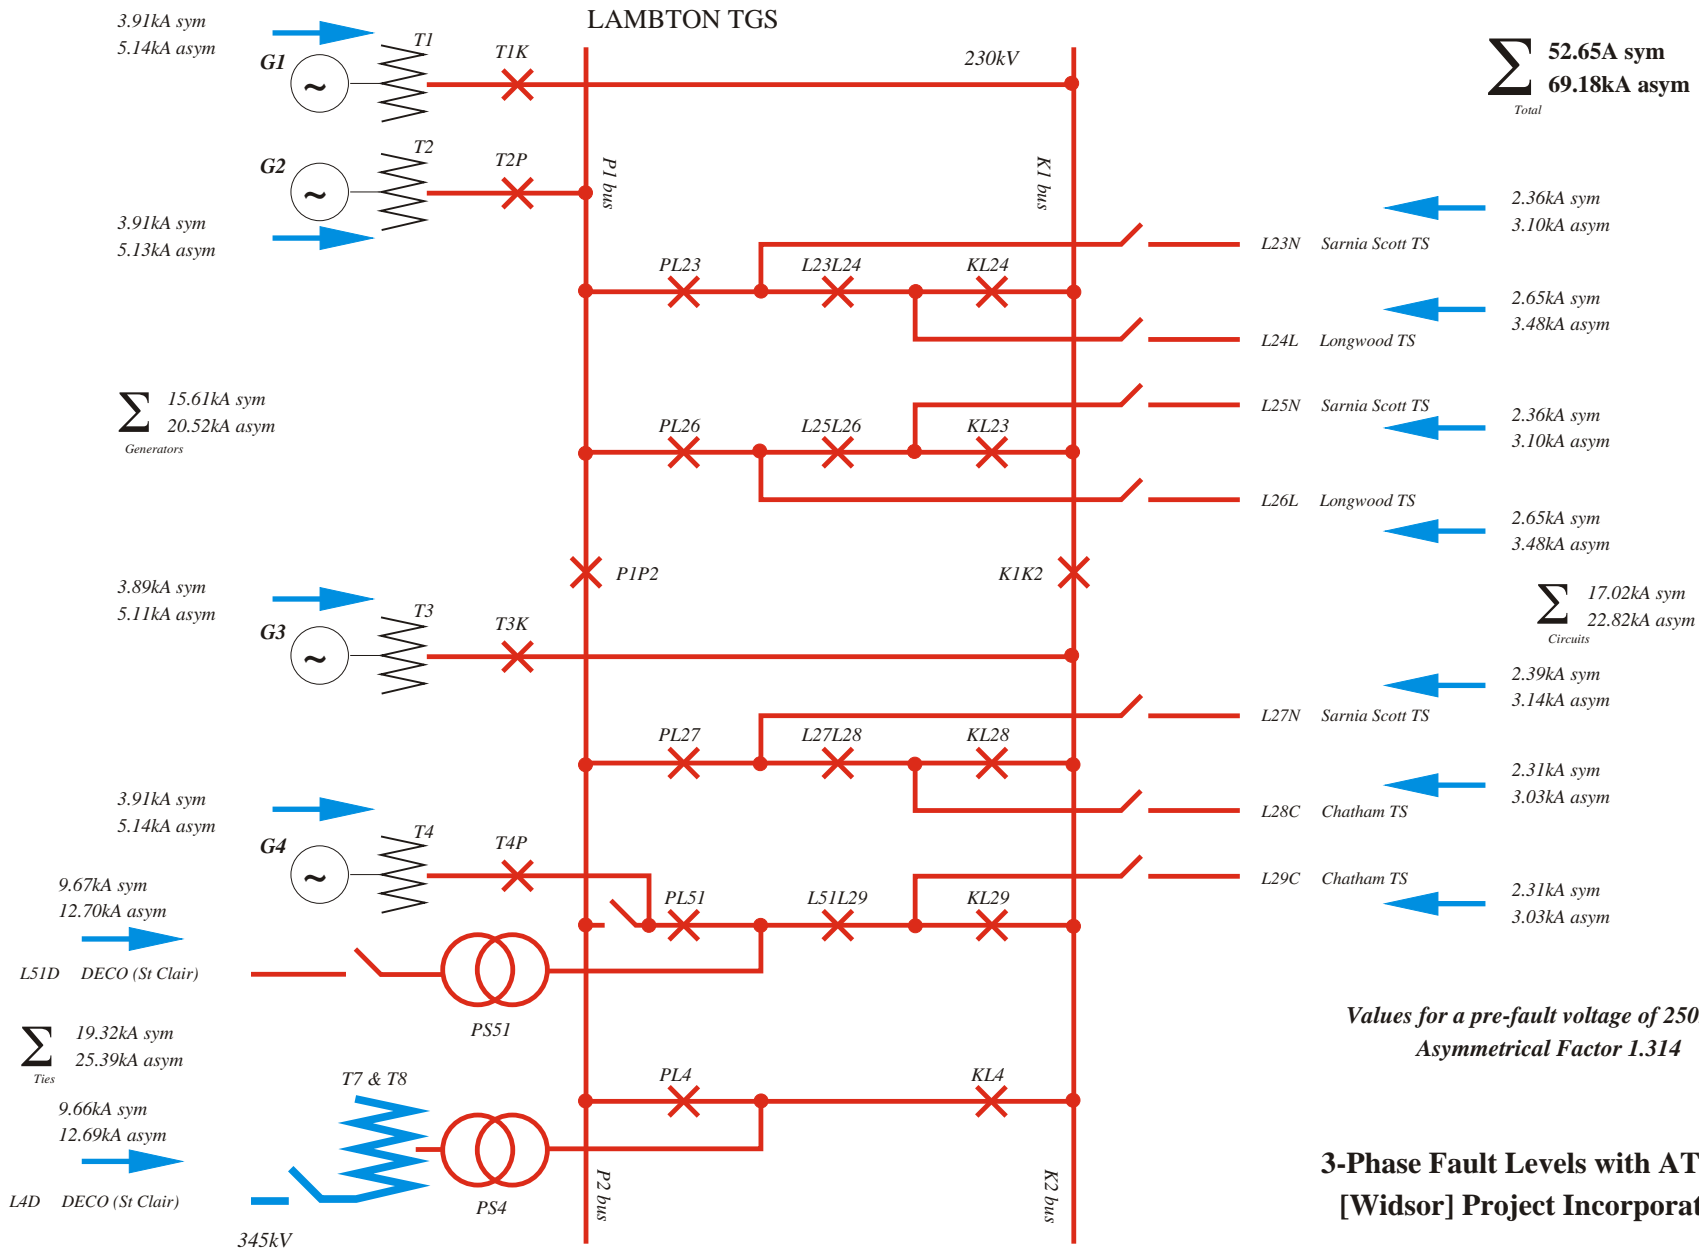 LAMBTON TGS
3.91kA sym
5.14kA asym
G1
~
T1
T1K
230kV
Σ 52.65A sym
69.18kA asym
Total
G2
~
T2
T2P
P1 bus
K1 bus
3.91kA sym
5.13kA asym
2.36kA sym
3.10kA asym
L23N Sarnia Scott TS
PL23
L23L24
KL24
2.65kA sym
3.48kA asym
L24L Longwood TS
Σ 15.61kA sym
20.52kA asym
Generators
L25N Sarnia Scott TS
PL26
L25L26
KL23
2.36kA sym
3.10kA asym
L26L Longwood TS
2.65kA sym
3.48kA asym
P1P2
K1K2
3.89kA sym
5.11kA asym
Σ 17.02kA sym
22.82kA asym
Circuits
G3
~
T3
T3K
2.39kA sym
3.14kA asym
L27N Sarnia Scott TS
PL27
L27L28
KL28
2.31kA sym
3.03kA asym
L28C Chatham TS
3.91kA sym
5.14kA asym
G4
~
T4
T4P
L29C Chatham TS
PL51
L51L29
KL29
2.31kA sym
3.03kA asym
9.67kA sym
12.70kA asym
L51D DECO (St Clair)
PS51
Values for a pre-fault voltage of 250
Asymmetrical Factor 1.314
Σ 19.32kA sym
25.39kA asym
Ties
T7 & T8
PL4
KL4
9.66kA sym
12.69kA asym
L4D DECO (St Clair)
PS4
P2 bus
K2 bus
345kV
3-Phase Fault Levels with AT
[Widsor] Project Incorporat